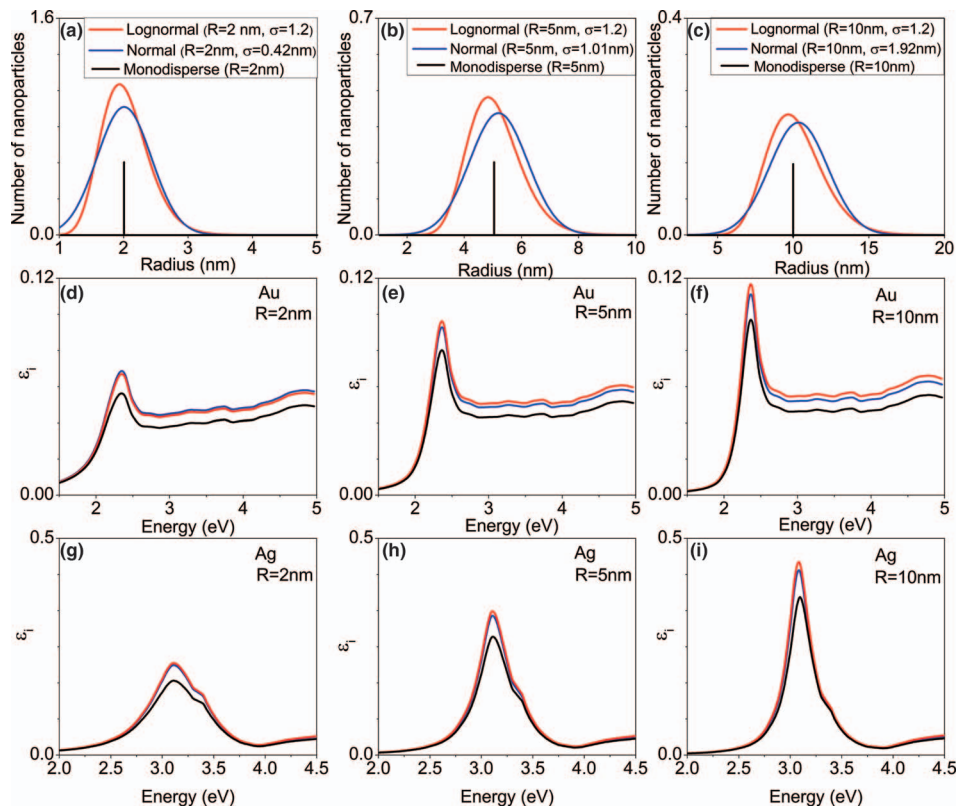 1.6
(a)
Lognormal (R=2 nm, σ=1.2)
Normal (R=2nm, σ=0.42nm)
Monodisperse (R=2nm)
Number of nanoparticles
0.0
1 2 3 4 5
Radius (nm)
0.7
(b)
Lognormal (R=5nm, σ=1.2)
Normal (R=5nm, σ=1.01nm)
Monodisperse (R=5nm)
Number of nanoparticles
0.0
2 4 6 8 10
Radius (nm)
0.4
(c)
Lognormal (R=10nm, σ=1.2)
Normal (R=10nm, σ=1.92nm)
Monodisperse (R=10nm)
Number of nanoparticles
0.0
5 10 15 20
Radius (nm)
0.12
(d)
Au
R=2nm
εi
0.00
2 3 4 5
Energy (eV)
0.12
(e)
Au
R=5nm
εi
0.00
2 3 4 5
Energy (eV)
0.12
(f)
Au
R=10nm
εi
0.00
2 3 4 5
Energy (eV)
0.5
(g)
Ag
R=2nm
εi
0.0
2.0 2.5 3.0 3.5 4.0 4.5
Energy (eV)
0.5
(h)
Ag
R=5nm
εi
0.0
2.0 2.5 3.0 3.5 4.0 4.5
Energy (eV)
0.5
(i)
Ag
R=10nm
εi
0.0
2.0 2.5 3.0 3.5 4.0 4.5
Energy (eV)